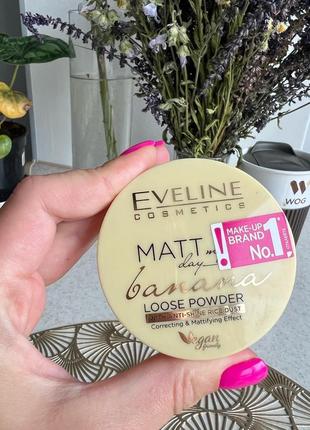 EVELINE
COSMETICS
MATT my
day
banana
LOOSE POWDER
WITH ANTI-SHINE RICE DUST
Correcting & Mattifying Effect
Vegan
friendly
! MAKE-UP
BRAND
No.1
WOG